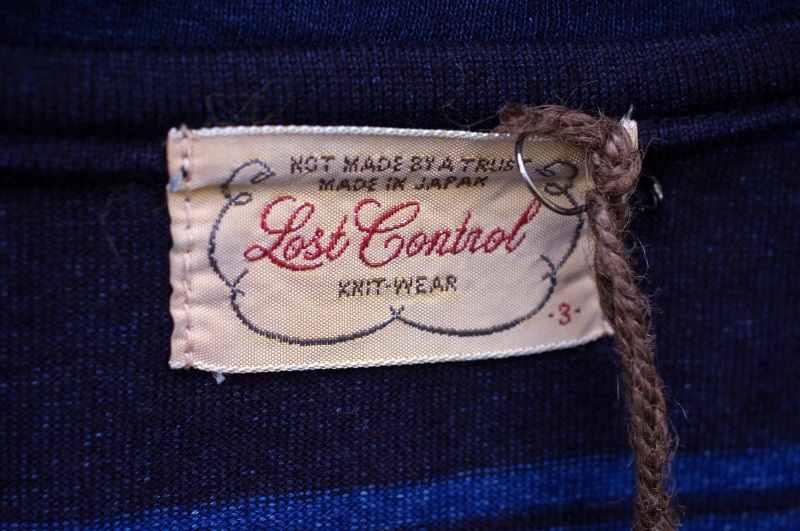 NOT MADE BY A TRUST
MADE IN JAPAN
Lost Control
KNIT-WEAR
-3-